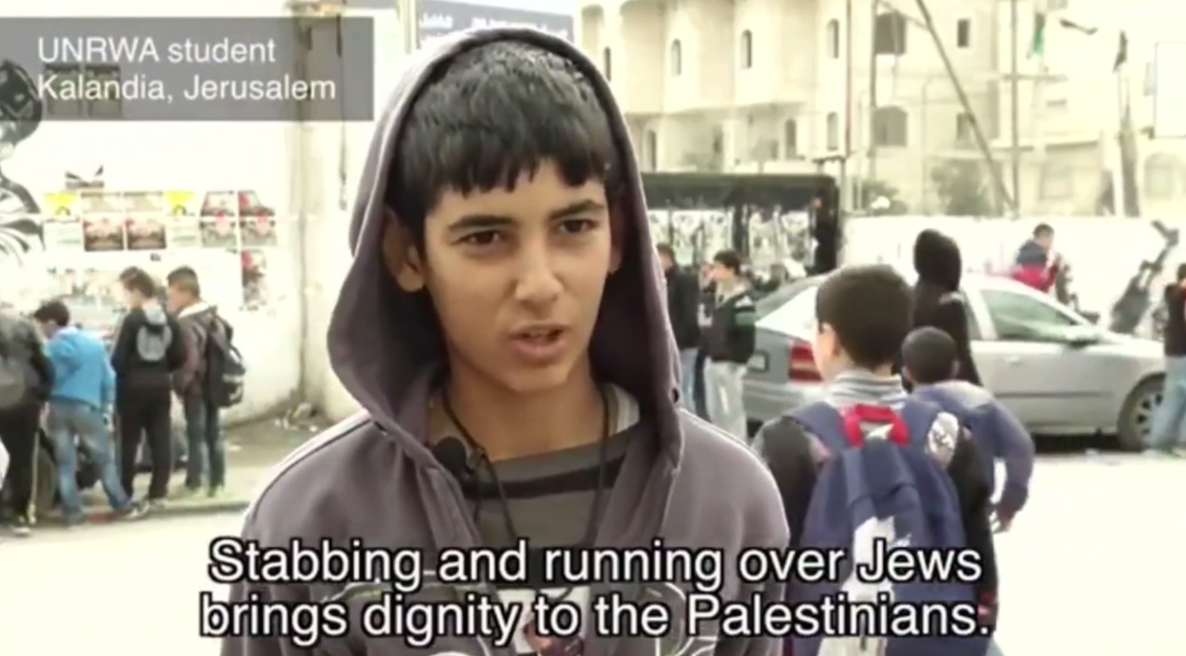 UNRWA student
Kalandia, Jerusalem
Stabbing and running over Jews
brings dignity to the Palestinians.